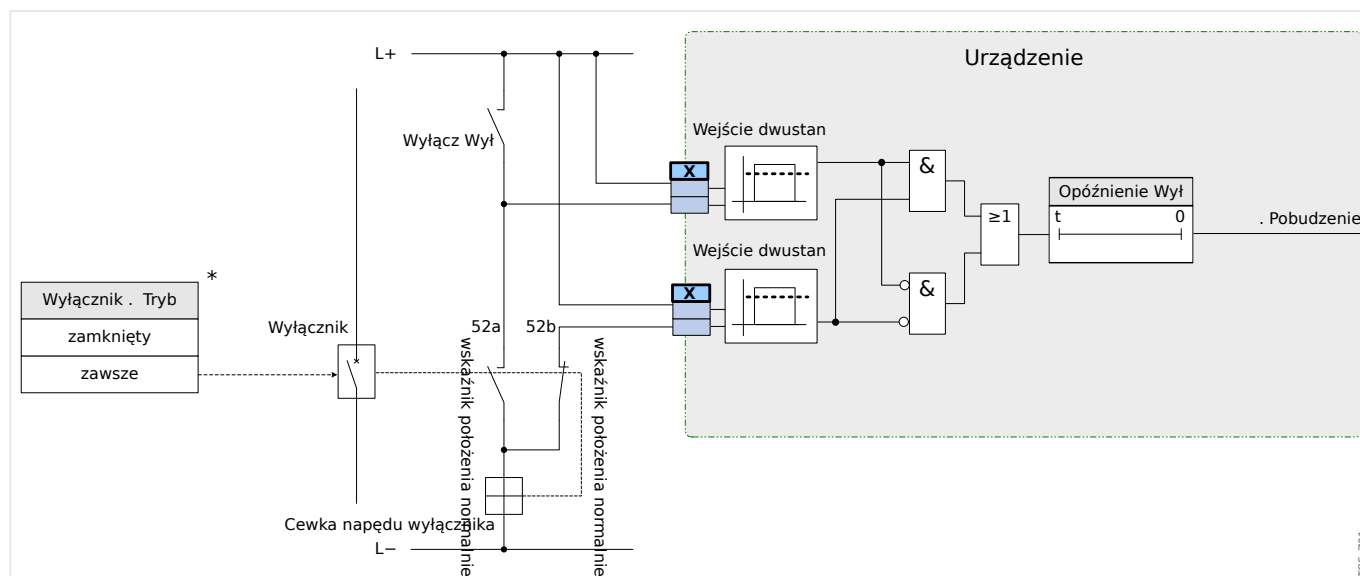 L+
Urządzenie
Wyłącz Wył
Wejście dwustan
X
&
≥1
Opóźnienie Wył
t 0
. Pobudzenie
Wejście dwustan
X
&
*
Wyłącznik . Tryb
zamknięty
zawsze
Wyłącznik
52a
52b
wskaźnik położenia normalnie
wskaźnik położenia normalnie
Cewka napędu wyłącznika
L−